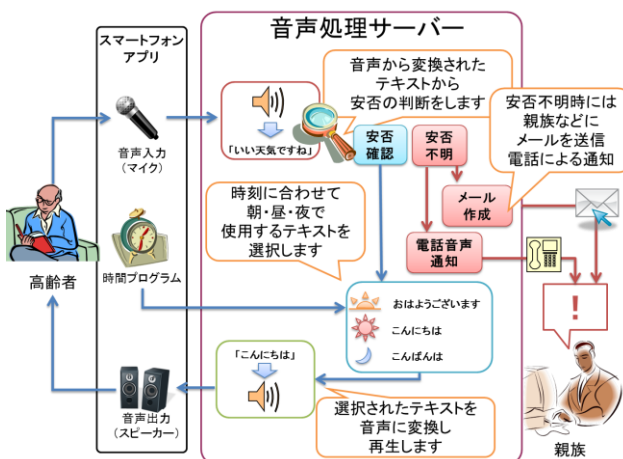 音声処理サーバー
スマートフォン
アプリ
音声から変換された
テキストから
安否の判断をします
安否不明時には
親族などに
メールを送信
電話による通知
音声入力
(マイク)
「いい天気ですね」
安否
確認
安否
不明
メール
作成
電話音声
通知
時刻に合わせて
朝・昼・夜で
使用するテキストを
選択します
高齢者
時間プログラム
おはようございます
こんにちは
こんばんは
!
「こんにちは」
音声出力
(スピーカー)
選択されたテキストを
音声に変換し
再生します
親族